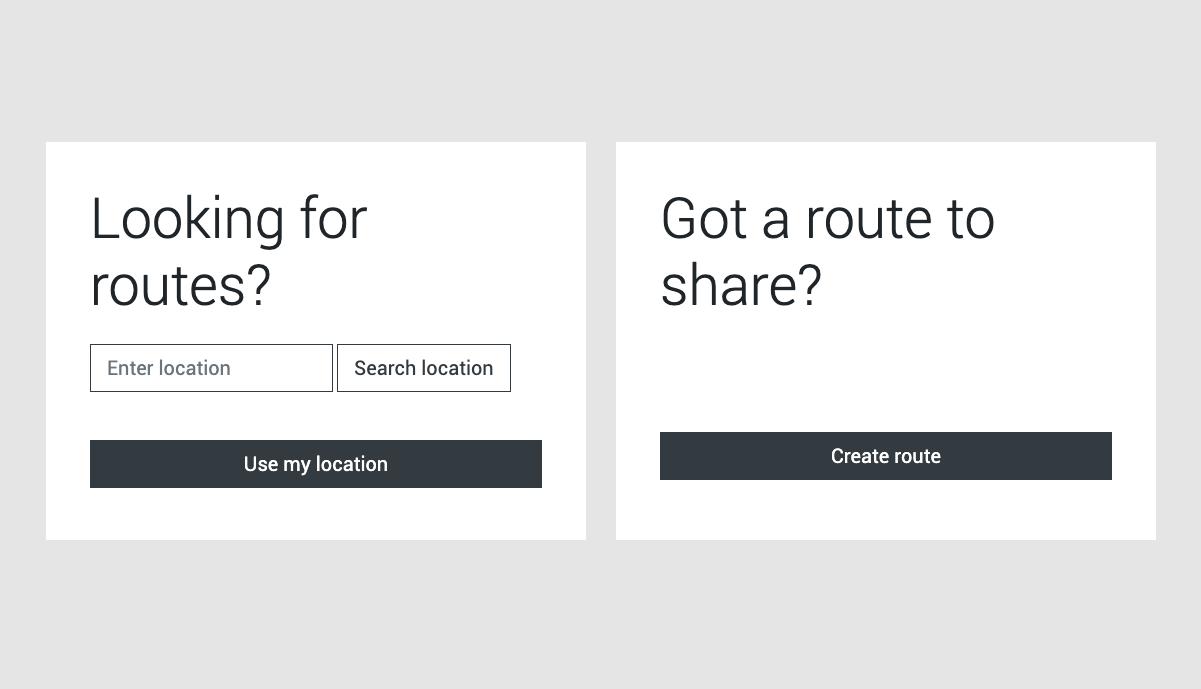 Looking for
routes?
Enter location
Search location
Use my location
Got a route to
share?
Create route